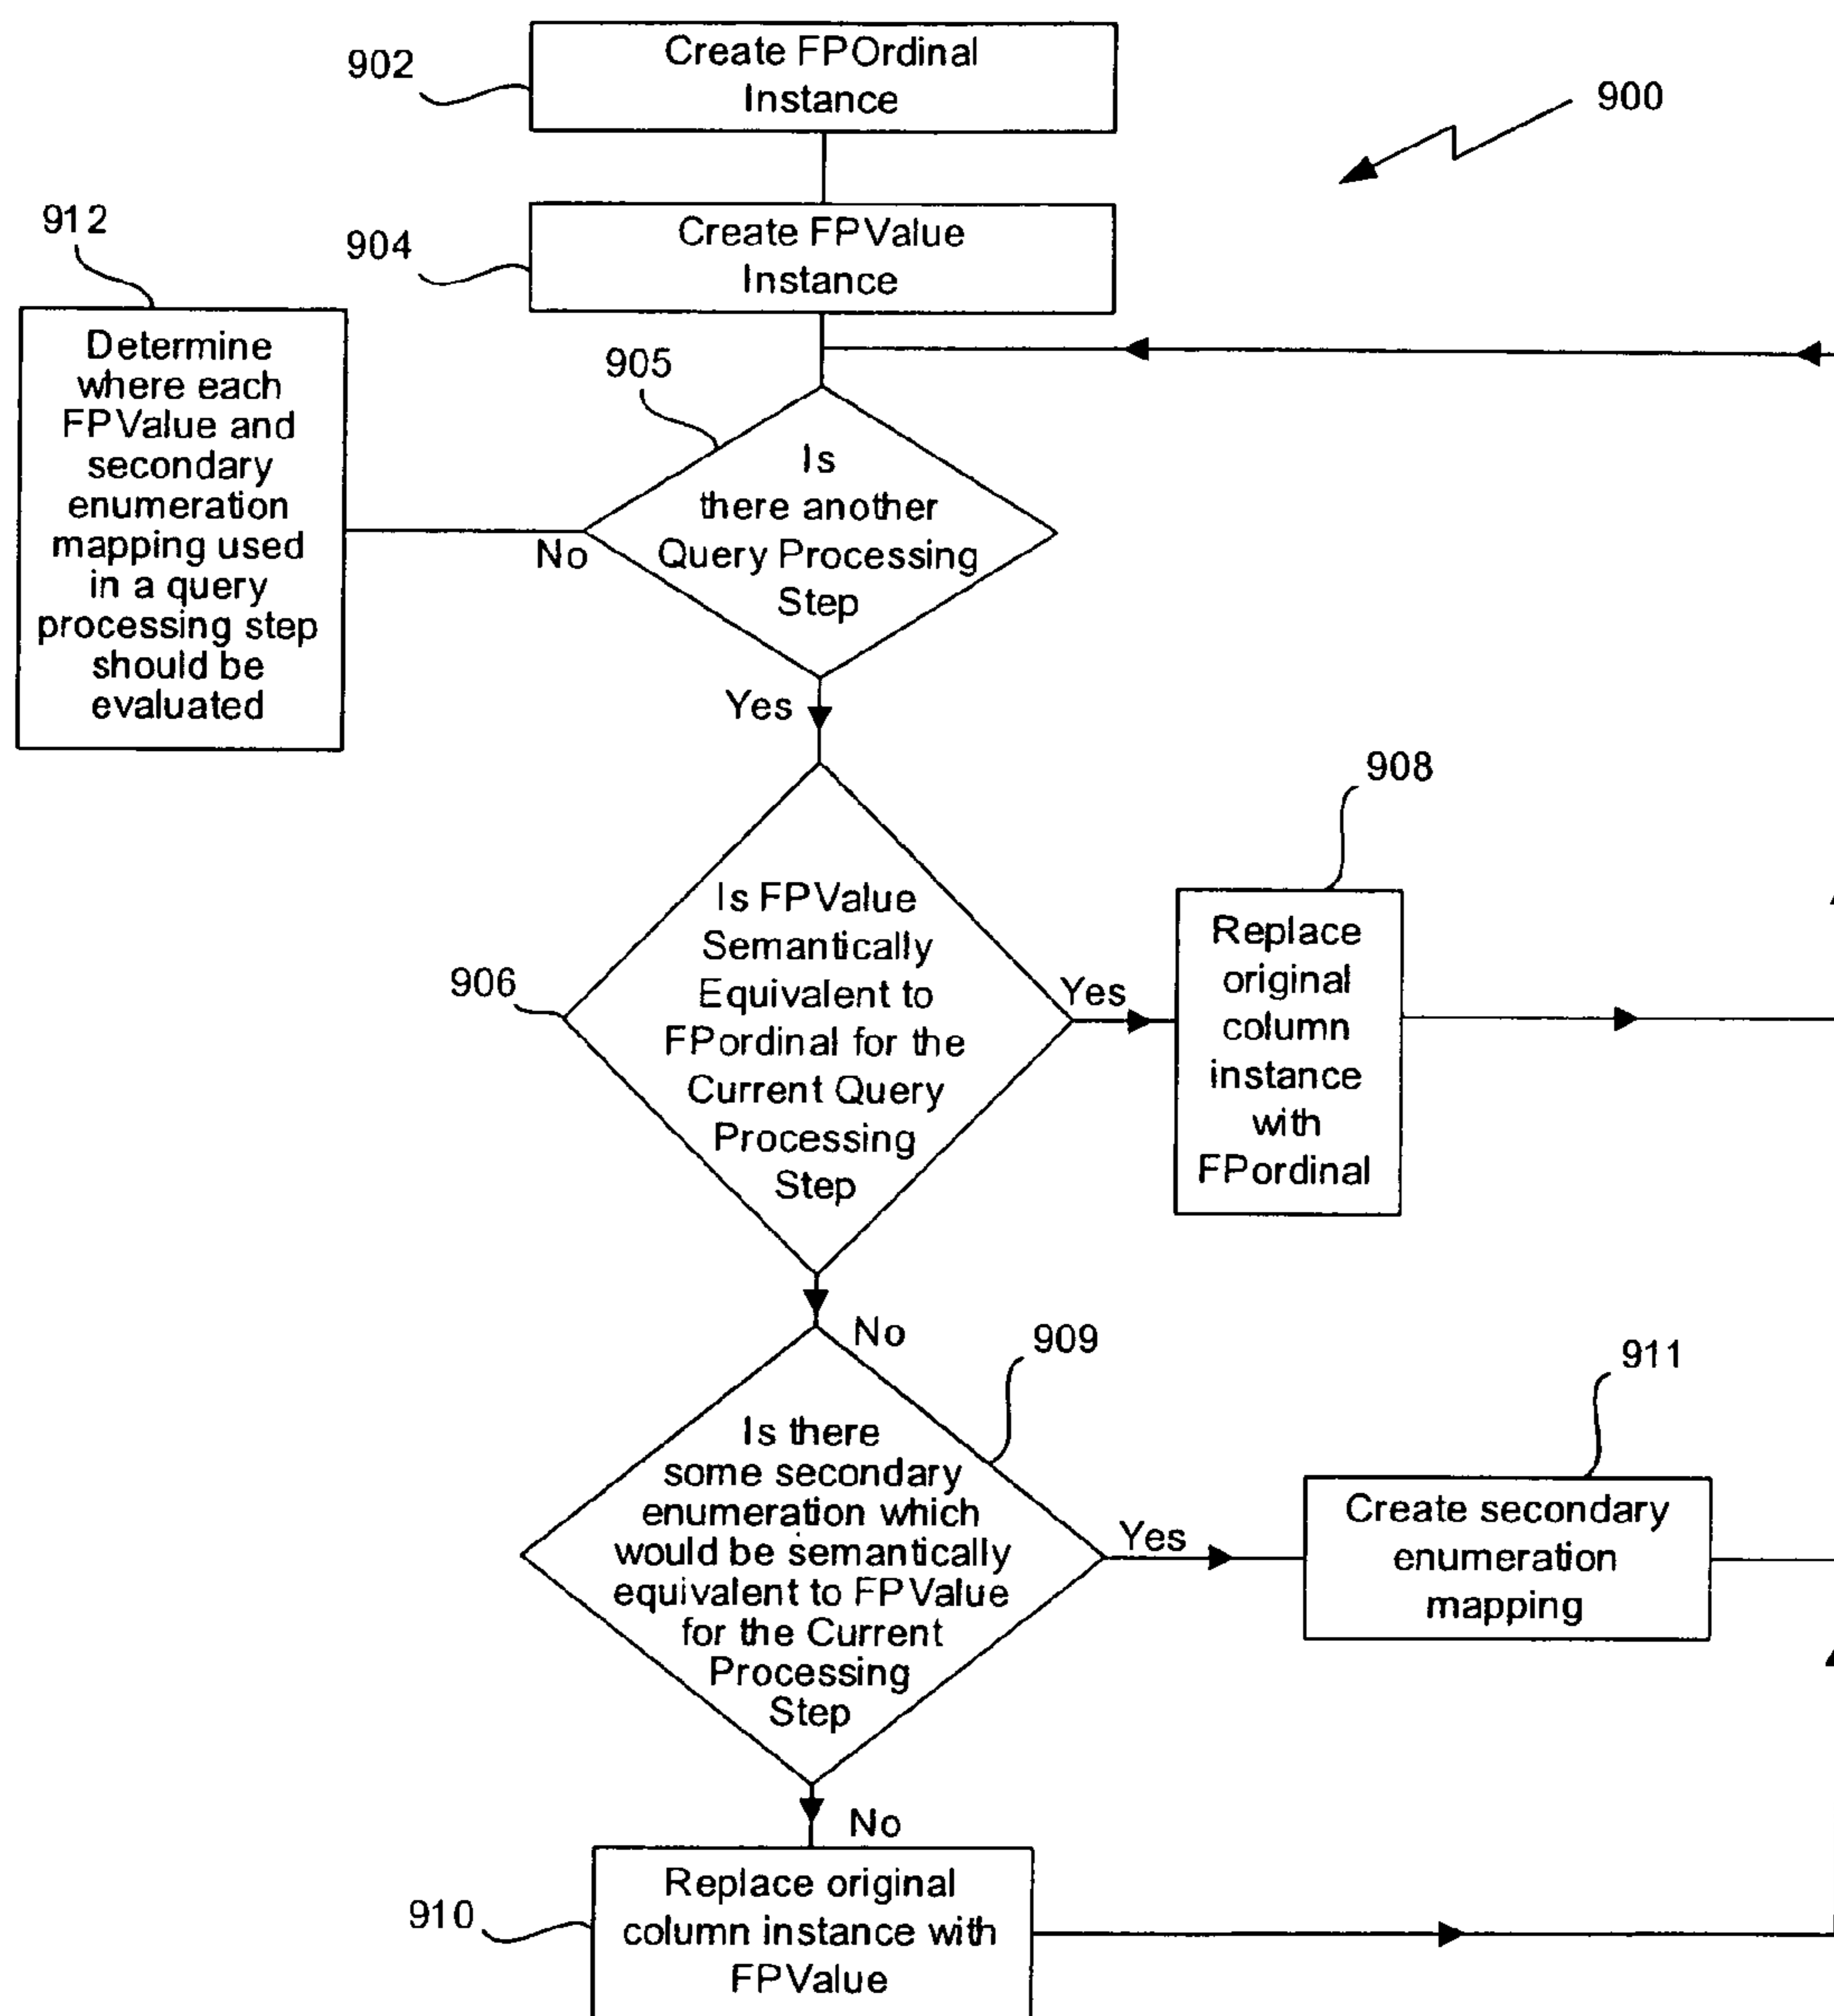 902
Create FPOrdinal
Instance
900
912
904
Create FPValue
Instance
Determine
where each
FPValue and
secondary
enumeration
mapping used
in a query
processing step
should be
evaluated
905
Is
there another
Query Processing
Step
No
Yes
908
906
Is FPValue
Semantically
Equivalent to
FPordinal for the
Current Query
Processing
Step
Yes
Replace
original
column
instance
with
FPordinal
No
909
911
Is there
some secondary
enumeration which
would be semantically
equivalent to FPValue
for the Current
Processing
Step
Yes
Create secondary
enumeration
mapping
No
910
Replace original
column instance with
FPValue